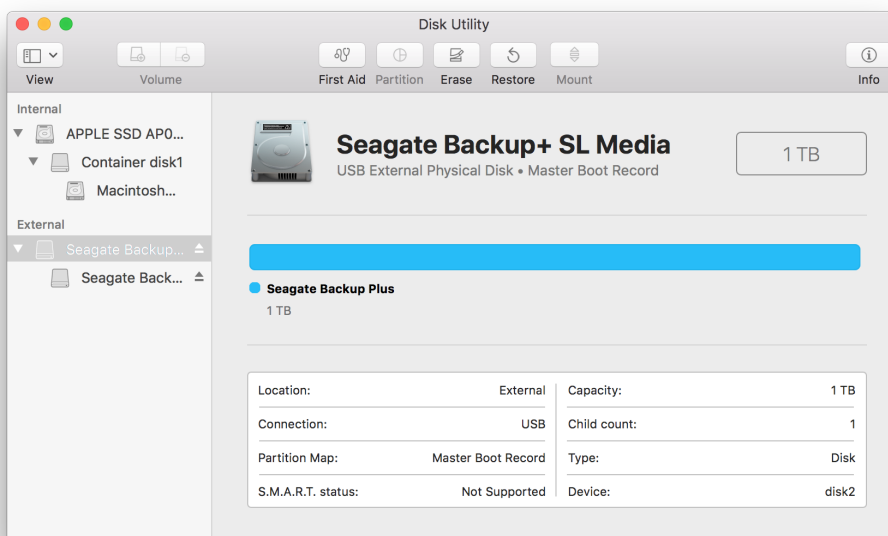 Disk Utility
View
Volume
First Aid
Partition
Erase
Restore
Mount
Info
Internal
APPLE SSD AP0...
Container disk1
Macintosh...
External
Seagate Backup...
Seagate Back...
Seagate Backup+ SL Media
USB External Physical Disk • Master Boot Record
1 TB
Seagate Backup Plus
1 TB
Location: External
Capacity: 1 TB
Connection: USB
Child count: 1
Partition Map: Master Boot Record
Type: Disk
S.M.A.R.T. status: Not Supported
Device: disk2